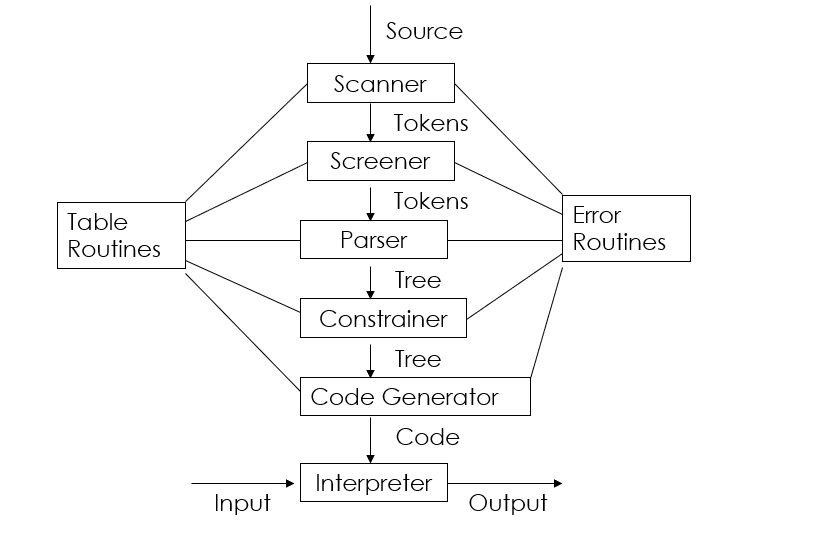 Source
Scanner
Tokens
Screener
Tokens
Table
Routines
Error
Routines
Parser
Tree
Constrainer
Tree
Code Generator
Code
Interpreter
Input
Output